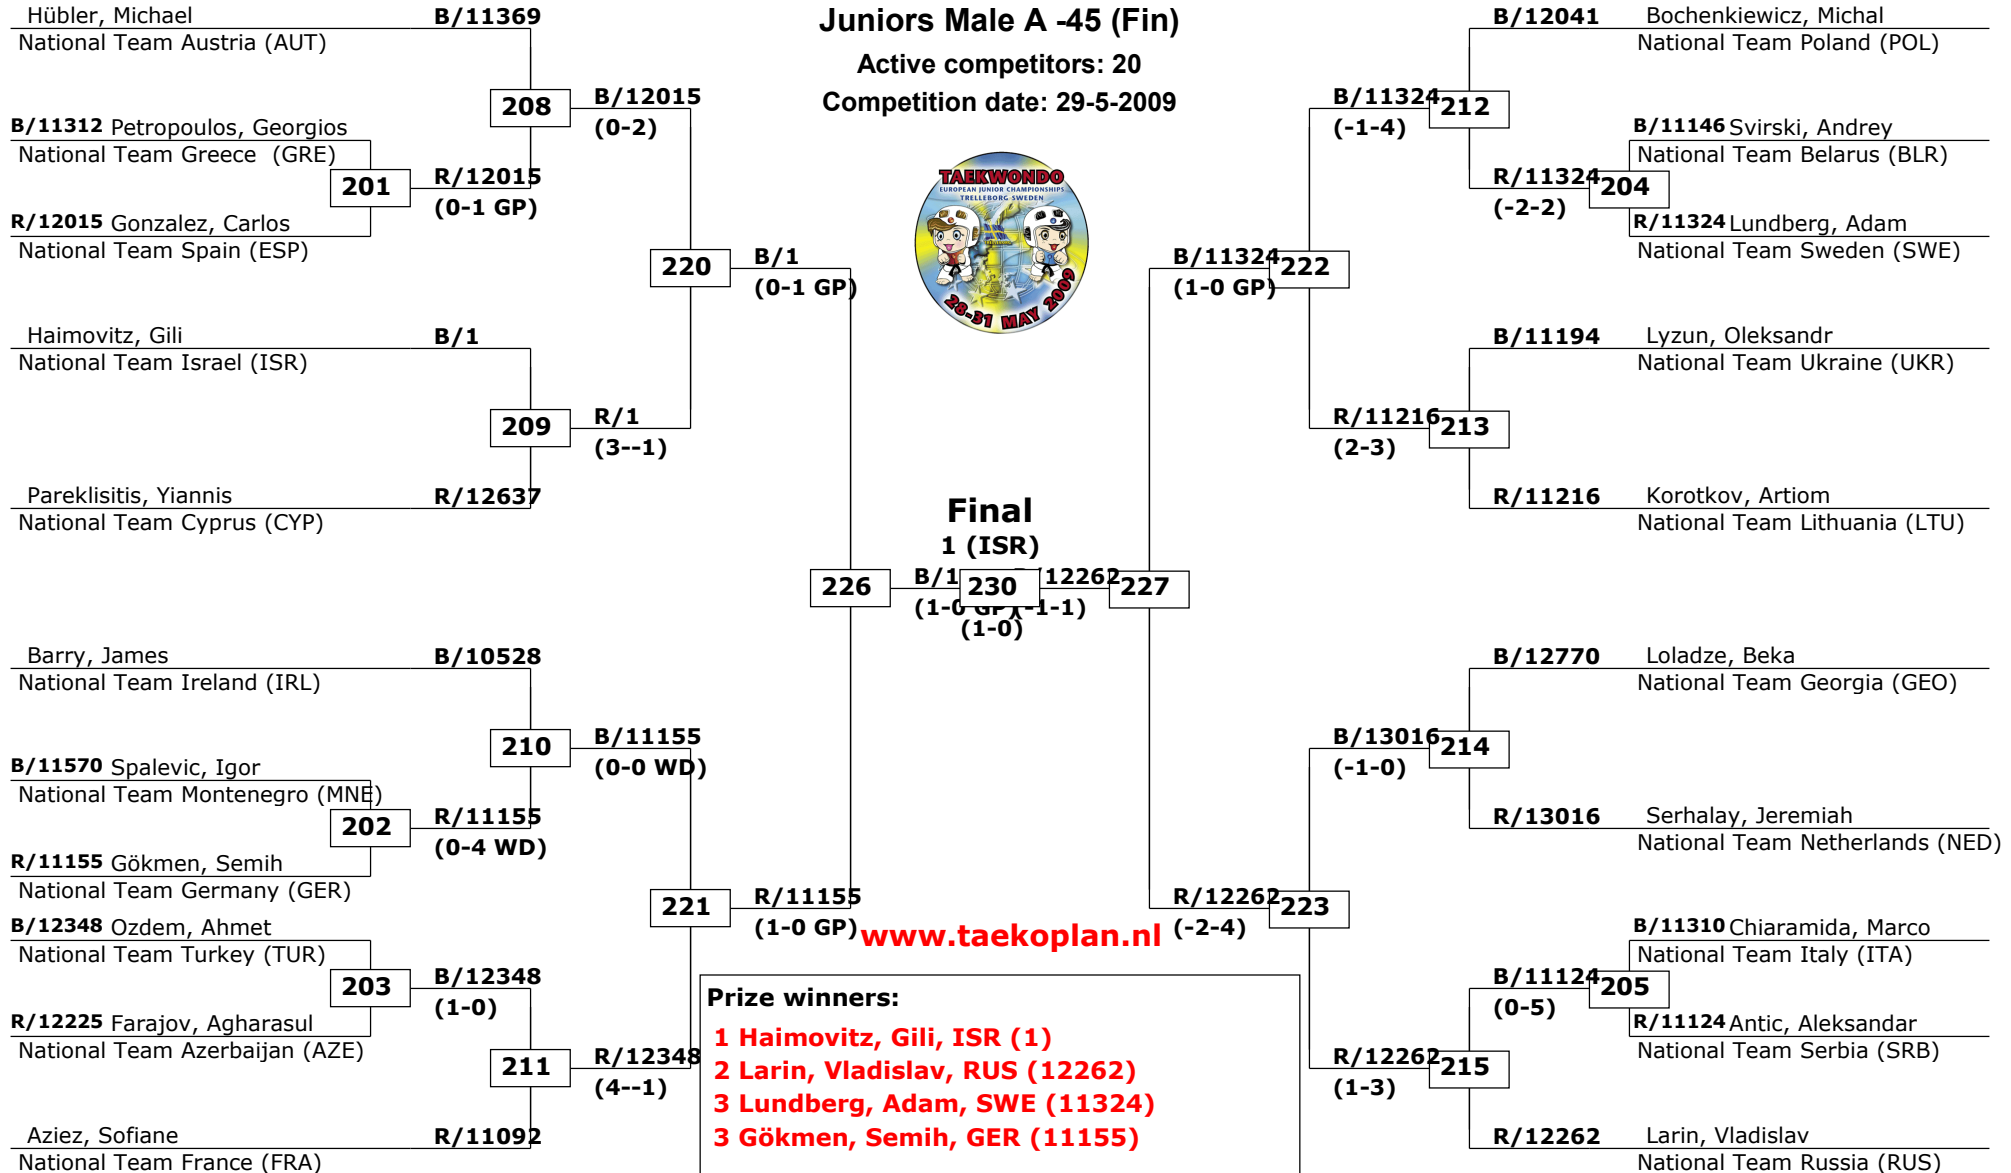 Juniors Male A -45 (Fin)
Active competitors: 20
Competition date: 29-5-2009
TAEKWONDO
EUROPEAN JUNIOR CHAMPIONSHIPS
TRELLEBORG SWEDEN
28-31 MAY 2009
Hübler, Michael B/11369
National Team Austria (AUT)
208 B/12015
(0-2)
B/11312 Petropoulos, Georgios
National Team Greece (GRE)
201 R/12015
(0-1 GP)
R/12015 Gonzalez, Carlos
National Team Spain (ESP)
220 B/1
(0-1 GP)
Haimovitz, Gili B/1
National Team Israel (ISR)
209 R/1
(3--1)
Pareklisitis, Yiannis R/12637
National Team Cyprus (CYP)
Final
1 (ISR)
226 B/1 230 /12262 227
(1-0 GP) (-1-1)
(1-0)
Barry, James B/10528
National Team Ireland (IRL)
210 B/11155
(0-0 WD)
B/11570 Spalevic, Igor
National Team Montenegro (MNE)
202 R/11155
(0-4 WD)
R/11155 Gökmen, Semih
National Team Germany (GER)
221 R/11155
(1-0 GP)
B/12348 Ozdem, Ahmet
National Team Turkey (TUR)
203 B/12348
(1-0)
R/12225 Farajov, Agharasul
National Team Azerbaijan (AZE)
211 R/12348
(4--1)
Aziez, Sofiane R/11092
National Team France (FRA)
B/12041 Bochenkiewicz, Michal
National Team Poland (POL)
B/11324 212
(-1-4)
B/11146 Svirski, Andrey
National Team Belarus (BLR)
R/11324 204
(-2-2)
R/11324 Lundberg, Adam
National Team Sweden (SWE)
B/11324 222
(1-0 GP)
B/11194 Lyzun, Oleksandr
National Team Ukraine (UKR)
R/11216 213
(2-3)
R/11216 Korotkov, Artiom
National Team Lithuania (LTU)
B/12770 Loladze, Beka
National Team Georgia (GEO)
B/13016 214
(-1-0)
R/13016 Serhalay, Jeremiah
National Team Netherlands (NED)
R/12262 223
(-2-4)
B/11310 Chiaramida, Marco
National Team Italy (ITA)
B/11124 205
(0-5)
R/11124 Antic, Aleksandar
National Team Serbia (SRB)
R/12262 215
(1-3)
R/12262 Larin, Vladislav
National Team Russia (RUS)
www.taekoplan.nl
Prize winners:
1 Haimovitz, Gili, ISR (1)
2 Larin, Vladislav, RUS (12262)
3 Lundberg, Adam, SWE (11324)
3 Gökmen, Semih, GER (11155)